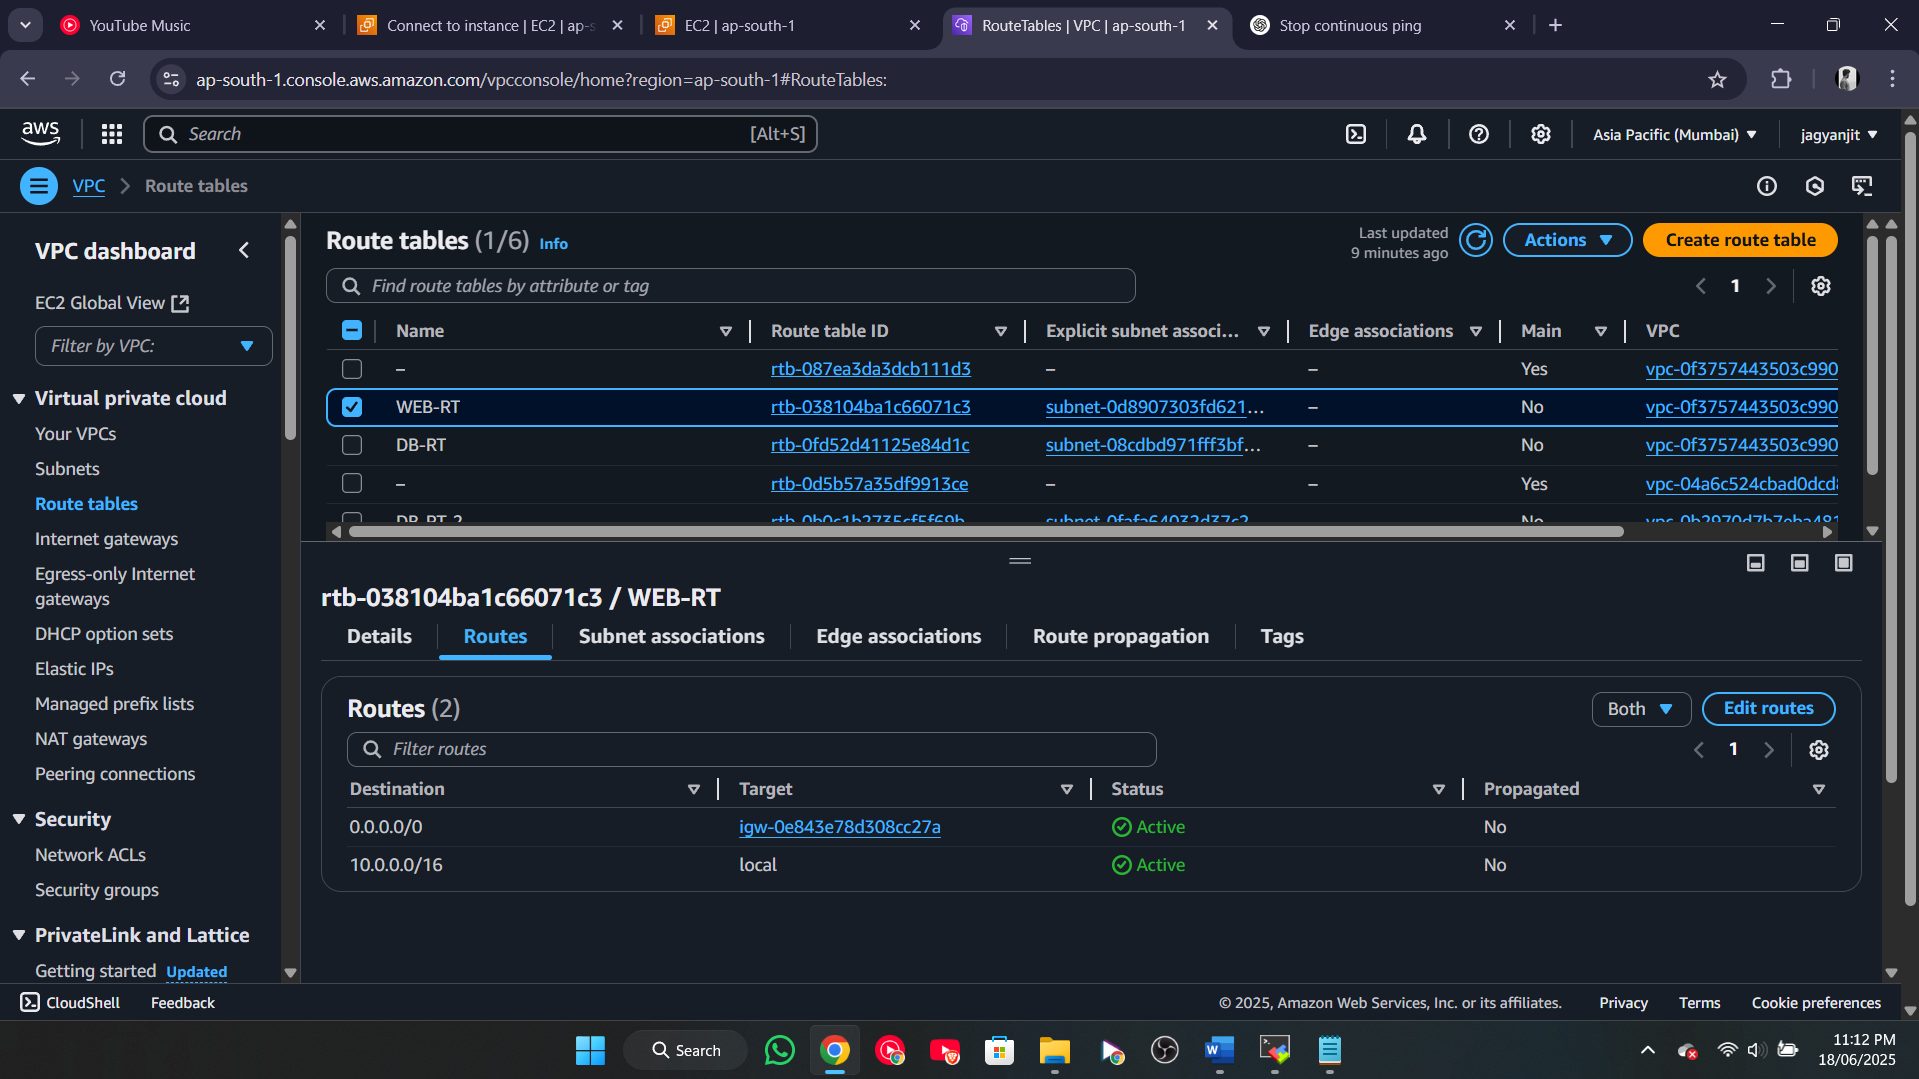 YouTube Music
Connect to instance | EC2 | ap-s
EC2 | ap-south-1
RouteTables | VPC | ap-south-1
Stop continuous ping
ap-south-1.console.aws.amazon.com/vpcconsole/home?region=ap-south-1#RouteTables:
aws
Search [Alt+S]
Asia Pacific (Mumbai)
jagyanjit
VPC
Route tables
VPC dashboard
EC2 Global View
Filter by VPC:
Virtual private cloud
Your VPCs
Subnets
Route tables
Internet gateways
Egress-only Internet
gateways
DHCP option sets
Elastic IPs
Managed prefix lists
NAT gateways
Peering connections
Security
Network ACLs
Security groups
PrivateLink and Lattice
Getting started Updated
Route tables (1/6) Info
Last updated
9 minutes ago
Actions
Create route table
Find route tables by attribute or tag
1
Name Route table ID Explicit subnet associ... Edge associations Main VPC
– rtb-087ea3da3dcb111d3 – – Yes vpc-0f3757443503c990
WEB-RT rtb-038104ba1c66071c3 subnet-0d8907303fd621... – No vpc-0f3757443503c990
DB-RT rtb-0fd52d41125e84d1c subnet-08cdbd971fff3bf... – No vpc-0f3757443503c990
– rtb-0d5b57a35df9913ce – – Yes vpc-04a6c524cbad0dcd
DB-RT-2
rtb-038104ba1c66071c3 / WEB-RT
Details Routes Subnet associations Edge associations Route propagation Tags
Routes (2)
Both
Edit routes
Filter routes
1
Destination Target Status Propagated
0.0.0.0/0 igw-0e843e78d308cc27a Active No
10.0.0.0/16 local Active No
CloudShell
Feedback
© 2025, Amazon Web Services, Inc. or its affiliates.
Privacy
Terms
Cookie preferences
Search
11:12 PM
18/06/2025